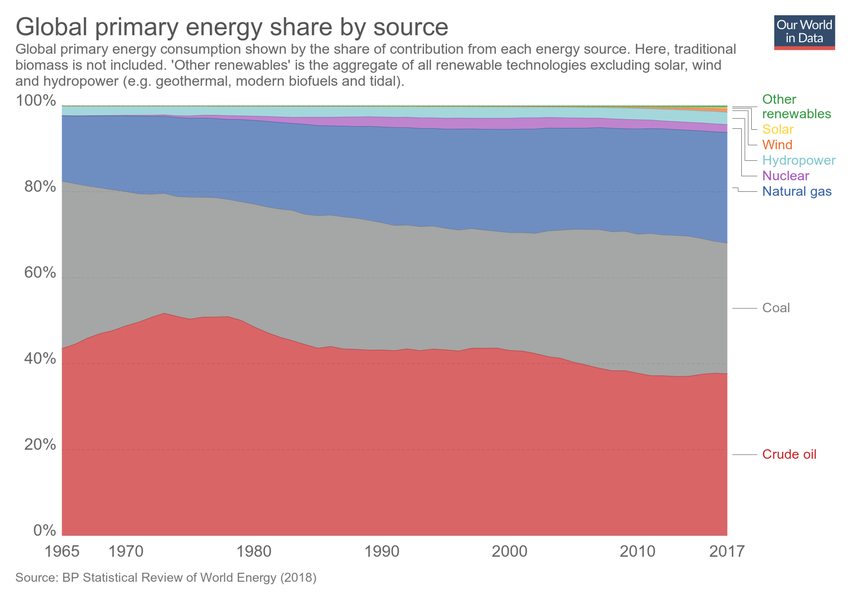 Global primary energy share by source
Our World
in Data
Global primary energy consumption shown by the share of contribution from each energy source. Here, traditional
biomass is not included. 'Other renewables' is the aggregate of all renewable technologies excluding solar, wind
and hydropower (e.g. geothermal, modern biofuels and tidal).
100%
80%
60%
40%
20%
0%
Other
renewables
Solar
Wind
Hydropower
Nuclear
Natural gas
Coal
Crude oil
1965
1970
1980
1990
2000
2010
2017
Source: BP Statistical Review of World Energy (2018)